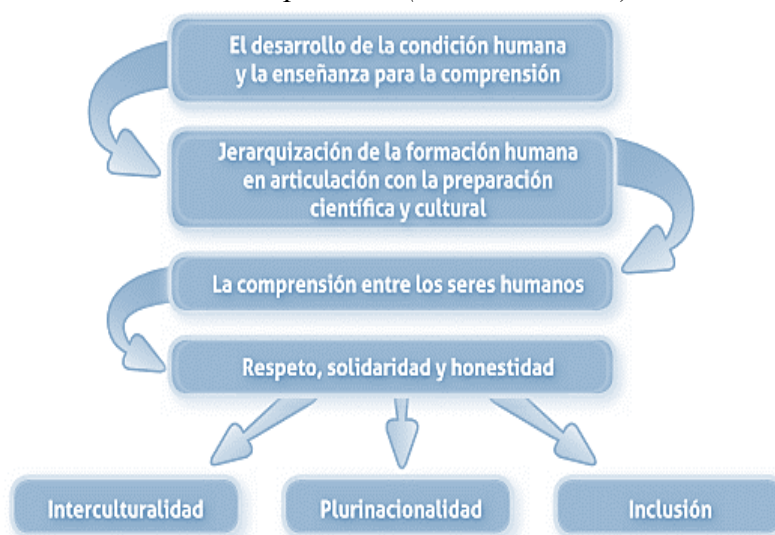 El desarrollo de la condición humana
y la enseñanza para la comprensión
Jerarquización de la formación humana
en articulación con la preparación
científica y cultural
La comprensión entre los seres humanos
Respeto, solidaridad y honestidad
Interculturalidad
Plurinacionalidad
Inclusión